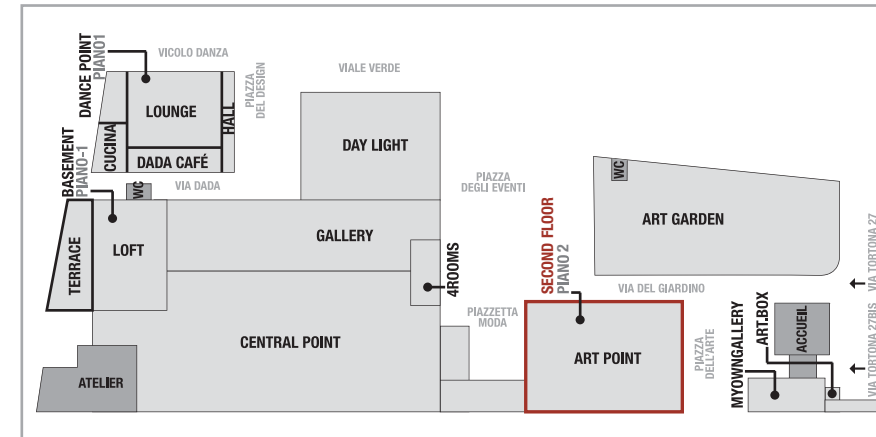 DANCE POINT
PIANO1
VICOLO DANZA
PIAZZA
DEL DESIGN
VIALE VERDE
LOUNGE
HALL
CUCINA
DADA CAFÉ
DAY LIGHT
BASEMENT
PIANO-1
WC
VIA DADA
PIAZZA
DEGLI EVENTI
WC
ART GARDEN
TERRACE
LOFT
GALLERY
4ROOMS
SECOND FLOOR
PIANO 2
VIA DEL GIARDINO
VIA TORTONA 27
PIAZZETTA
MODA
CENTRAL POINT
ART POINT
PIAZZA
DELL'ARTE
MYOWNGALLERY
ART.BOX
ACCUEIL
VIA TORTONA 27BIS
ATELIER